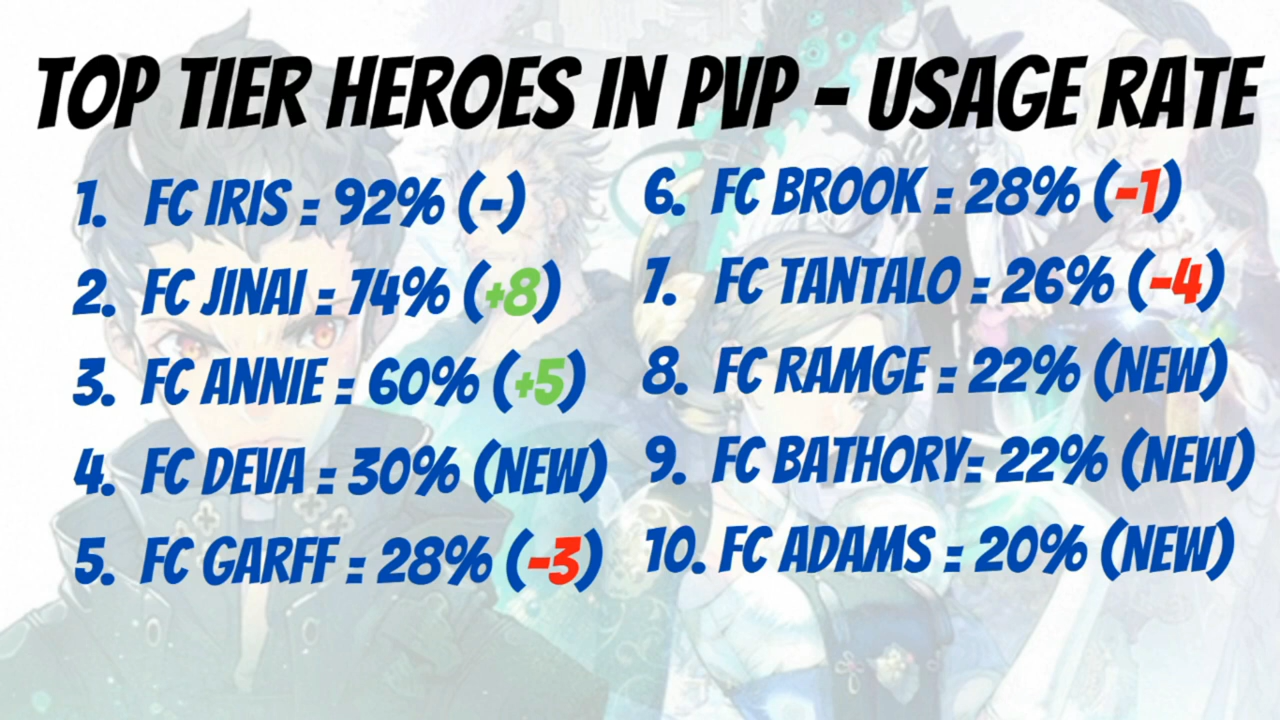 TOP TIER HEROES IN PVP - USAGE RATE
1. FC IRIS = 92% (-)
2. FC JINAI = 74% (+8)
3. FC ANNIE = 60% (+5)
4. FC DEVA = 30% (NEW)
5. FC GARFF = 28% (-3)
6. FC BROOK = 28% (-1)
7. FC TANTALO = 26% (-4)
8. FC RAMGE = 22% (NEW)
9. FC BATHORY= 22% (NEW)
10. FC ADAMS = 20% (NEW)